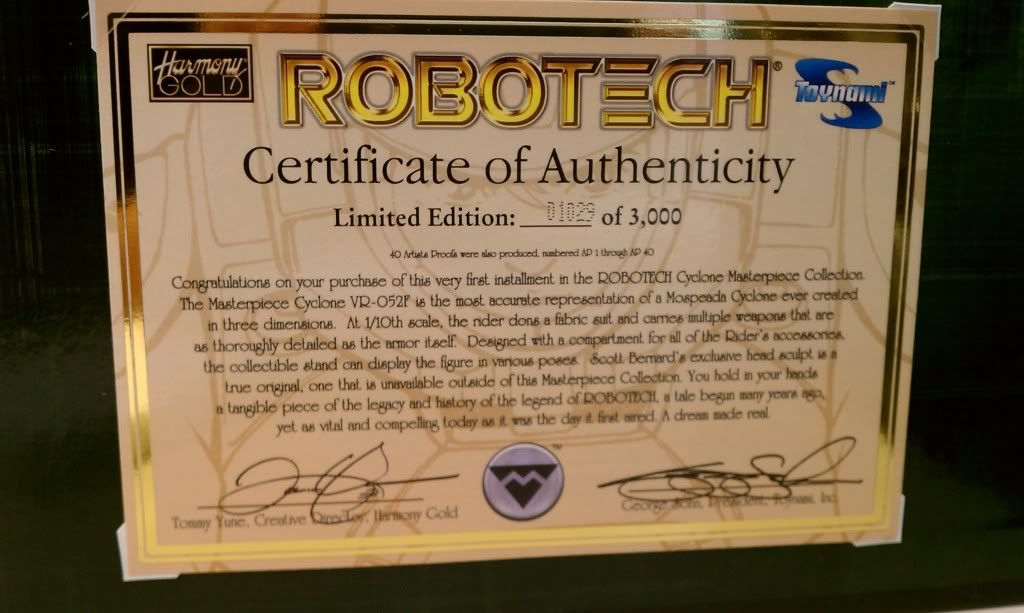 Harmony GOLD
ROBOTECH®
Toynami™
Certificate of Authenticity
Limited Edition: 01029 of 3,000
40 Artists Proofs were also produced, numbered AP 1 through AP 40
Congratulations on your purchase of this very first installment in the ROBOTECH Cyclone Masterpiece Collection.
The Masterpiece Cyclone VR-052F is the most accurate representation of a Mospeada Cyclone ever created
in three dimensions. At 1/10th scale, the rider dons a fabric suit and carries multiple weapons that are
as thoroughly detailed as the armor itself. Designed with a compartment for all of the Rider's accessories,
the collectible stand can display the figure in various poses. Scott Bernard's exclusive head sculpt is a
true original, one that is unavailable outside of this Masterpiece Collection. You hold in your hands
a tangible piece of the legacy and history of the legend of ROBOTECH, a tale begun many years ago,
yet as vital and compelling today as it was the day it first aired. A dream made real.
TM
Tommy Yune, Creative Director, Harmony Gold
George Sohn, President, Toynami, Inc.